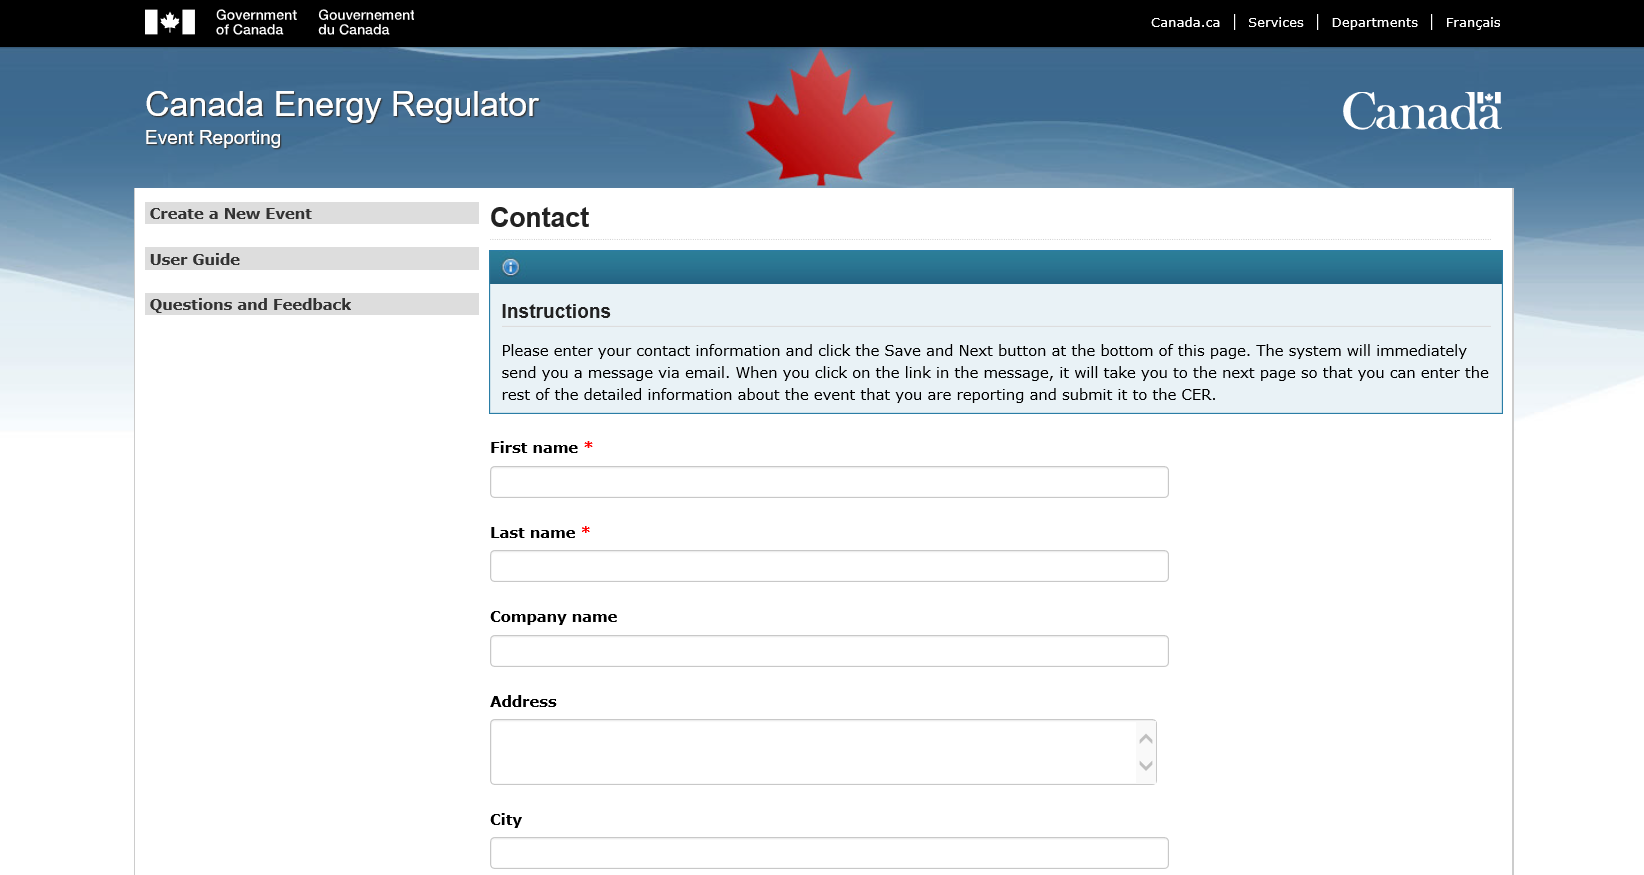 Government of Canada
Gouvernement du Canada
Canada.ca
Services
Departments
Français
Canada Energy Regulator
Event Reporting
Canada
Create a New Event
User Guide
Questions and Feedback
Contact
Instructions
Please enter your contact information and click the Save and Next button at the bottom of this page. The system will immediately
send you a message via email. When you click on the link in the message, it will take you to the next page so that you can enter the
rest of the detailed information about the event that you are reporting and submit it to the CER.
First name *
Last name *
Company name
Address
City